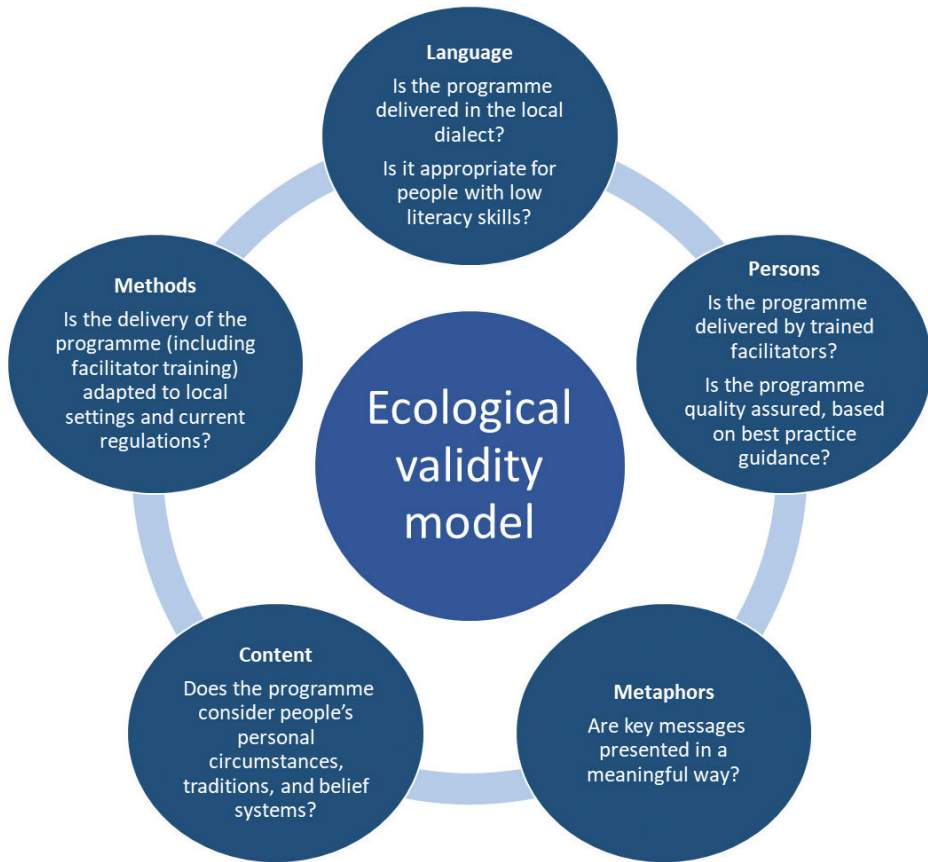 Language
Is the programme
delivered in the local
dialect?
Is it appropriate for
people with low
literacy skills?
Persons
Is the programme
delivered by trained
facilitators?
Is the programme
quality assured, based
on best practice
guidance?
Metaphors
Are key messages
presented in a
meaningful way?
Content
Does the programme
consider people’s
personal
circumstances,
traditions, and belief
systems?
Methods
Is the delivery of the
programme (including
facilitator training)
adapted to local
settings and current
regulations?
Ecological
validity
model